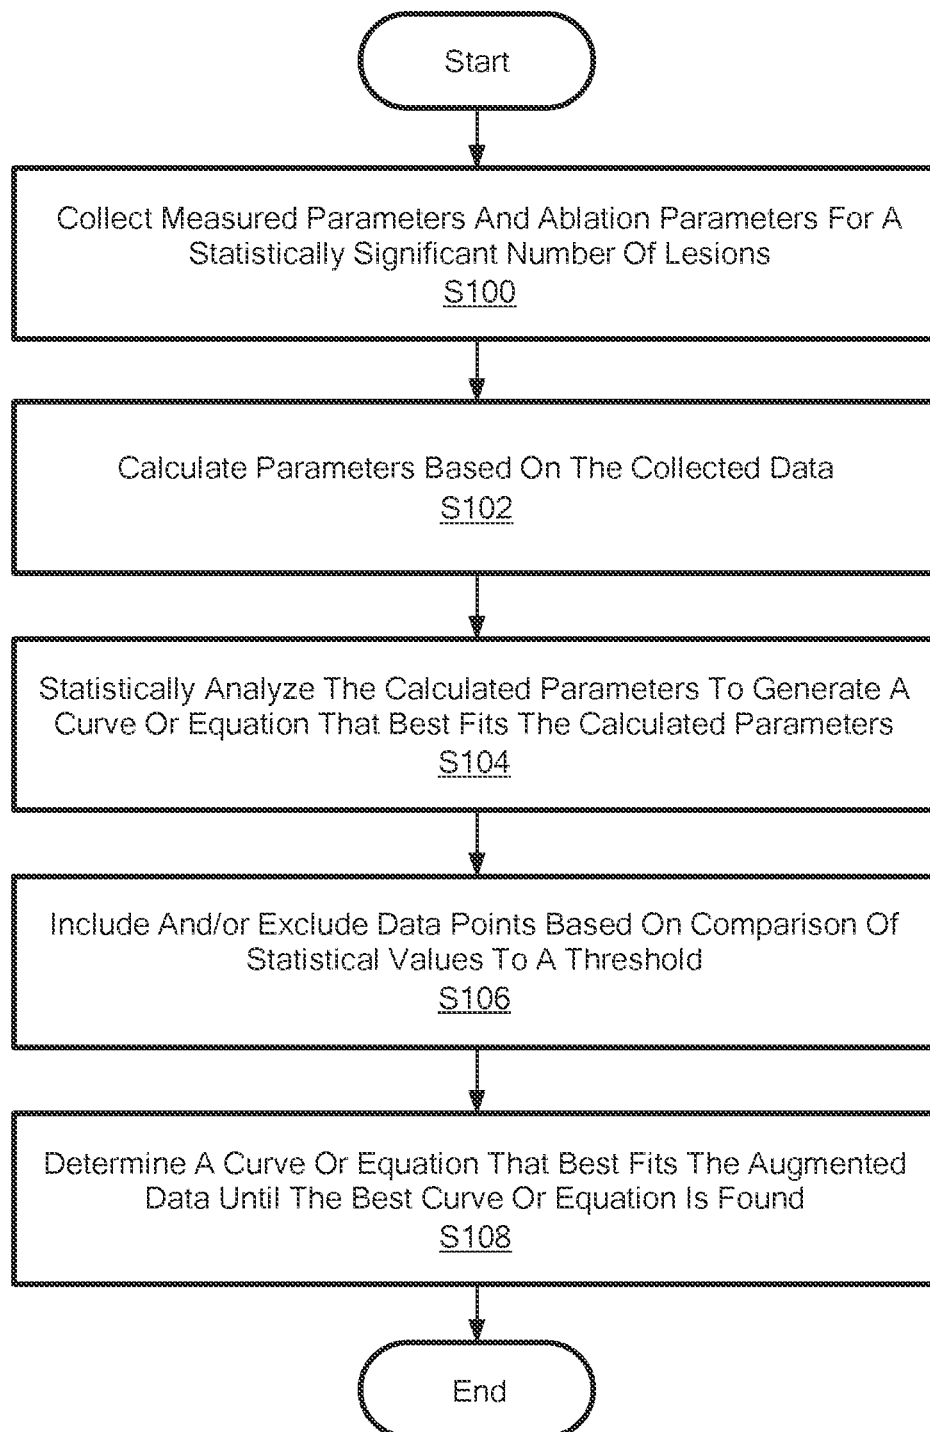 Start
Collect Measured Parameters And Ablation Parameters For A
Statistically Significant Number Of Lesions
S100
Calculate Parameters Based On The Collected Data
S102
Statistically Analyze The Calculated Parameters To Generate A
Curve Or Equation That Best Fits The Calculated Parameters
S104
Include And/or Exclude Data Points Based On Comparison Of
Statistical Values To A Threshold
S106
Determine A Curve Or Equation That Best Fits The Augmented
Data Until The Best Curve Or Equation Is Found
S108
End